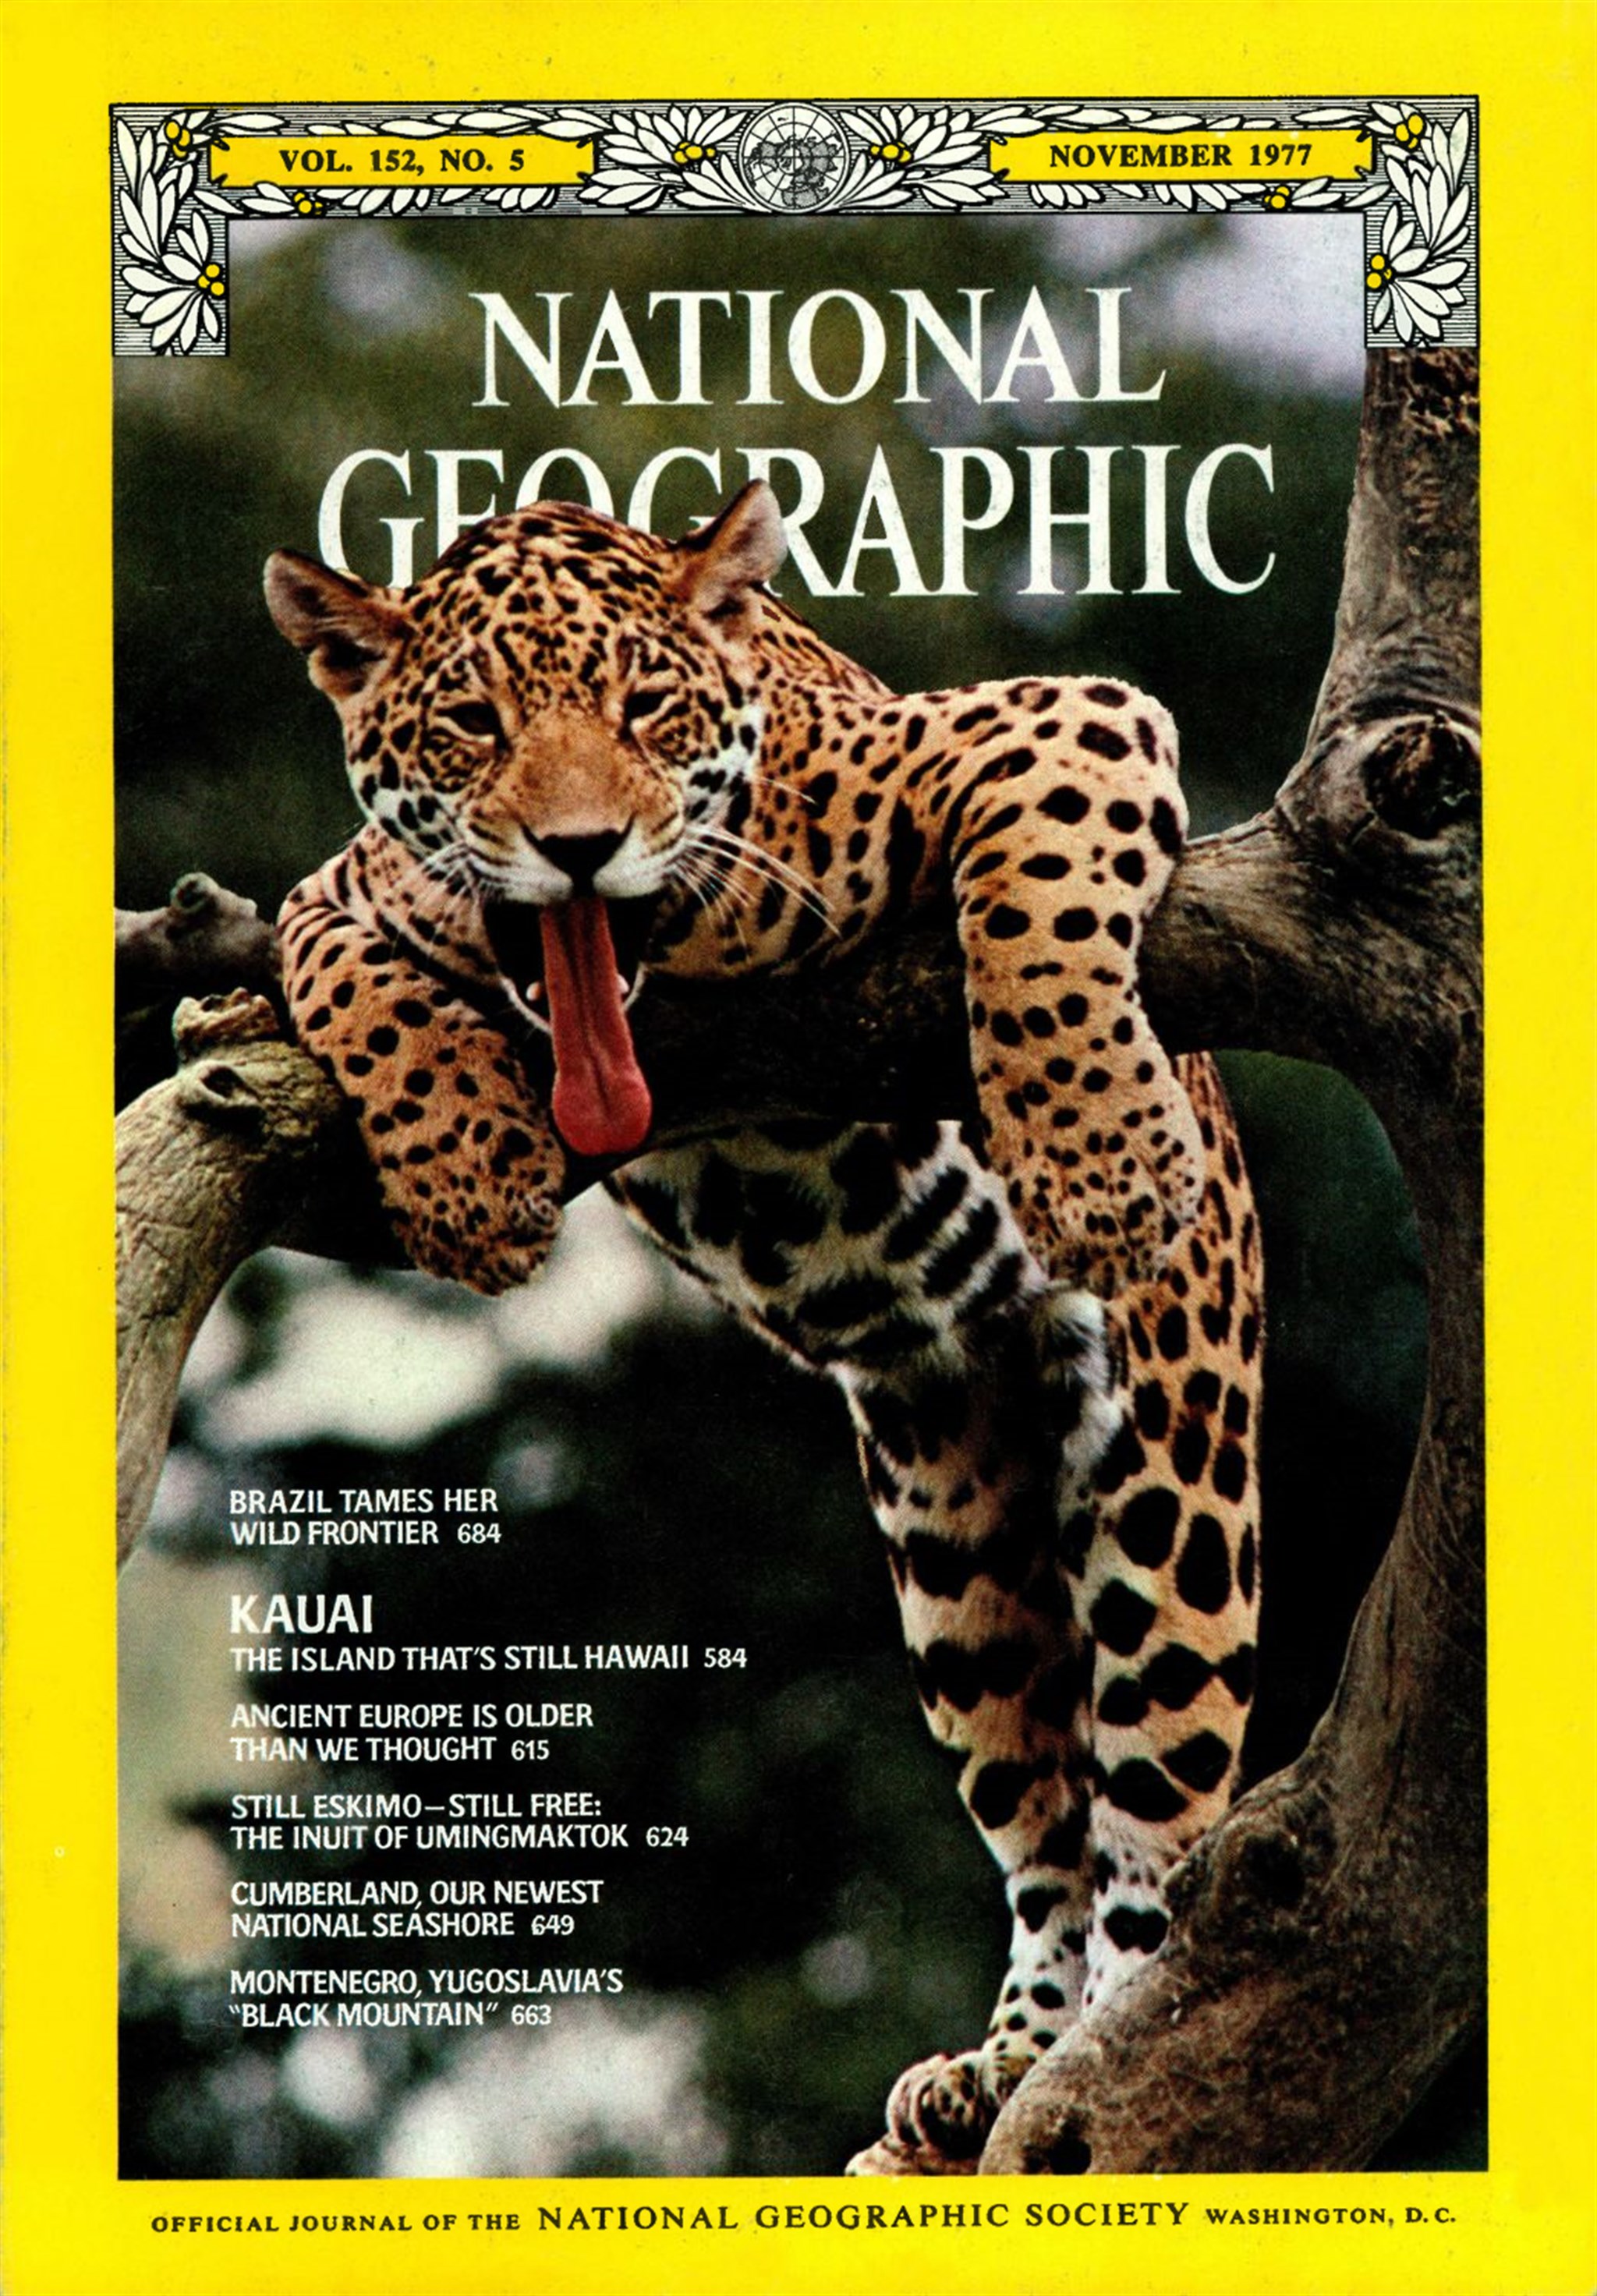 VOL. 152, NO. 5
NOVEMBER 1977
NATIONAL
GEOGRAPHIC
BRAZIL TAMES HER
WILD FRONTIER 684
KAUAI
THE ISLAND THAT'S STILL HAWAII 584
ANCIENT EUROPE IS OLDER
THAN WE THOUGHT 615
STILL ESKIMO—STILL FREE:
THE INUIT OF UMINGMAKTOK 624
CUMBERLAND, OUR NEWEST
NATIONAL SEASHORE 649
MONTENEGRO, YUGOSLAVIA'S
"BLACK MOUNTAIN" 663
OFFICIAL JOURNAL OF THE NATIONAL GEOGRAPHIC SOCIETY WASHINGTON, D.C.